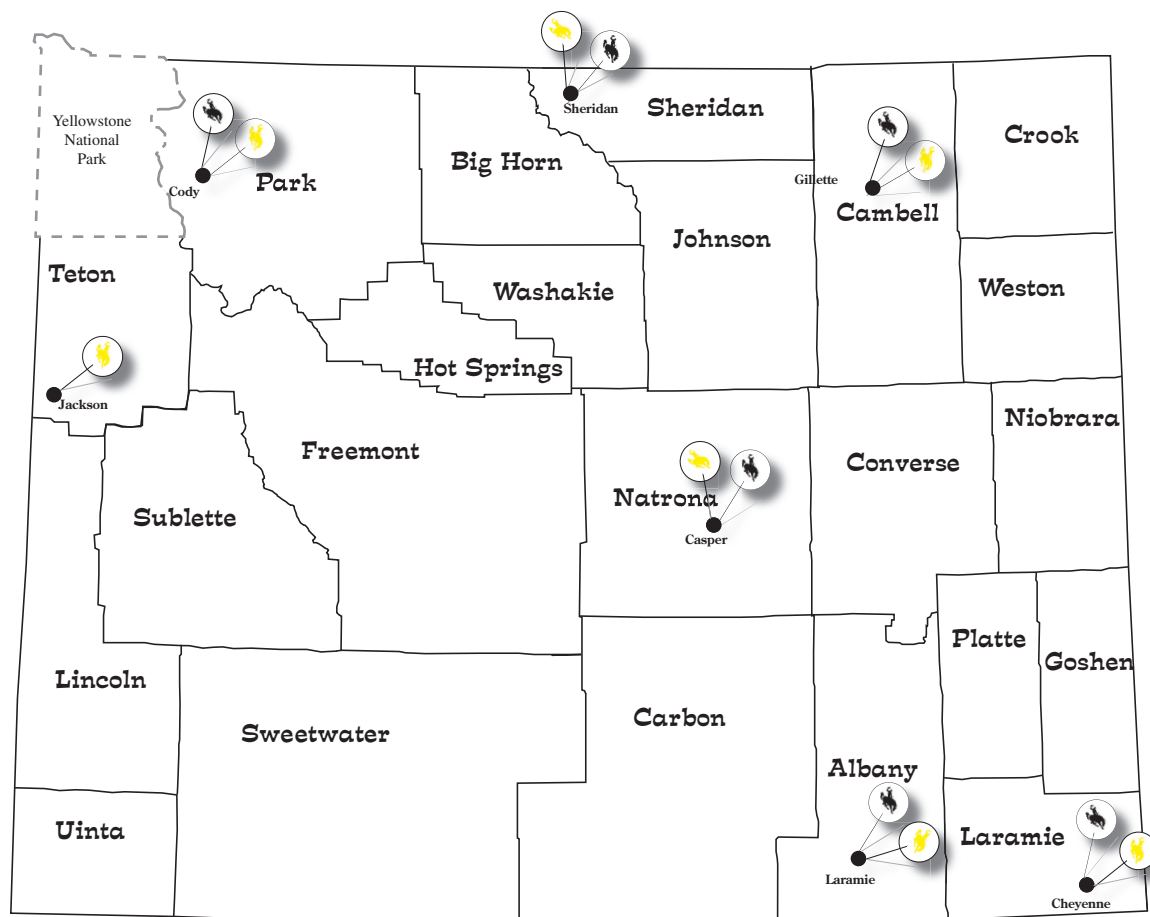 Yellowstone
National
Park
Sheridan
Sheridan
Crook
Big Horn
Cody
Park
Gillette
Cambell
Johnson
Teton
Washakie
Weston
Hot Springs
Jackson
Niobrara
Freemont
Converse
Natrona
Sublette
Casper
Platte
Goshen
Lincoln
Carbon
Sweetwater
Albany
Uinta
Laramie
Laramie
Cheyenne